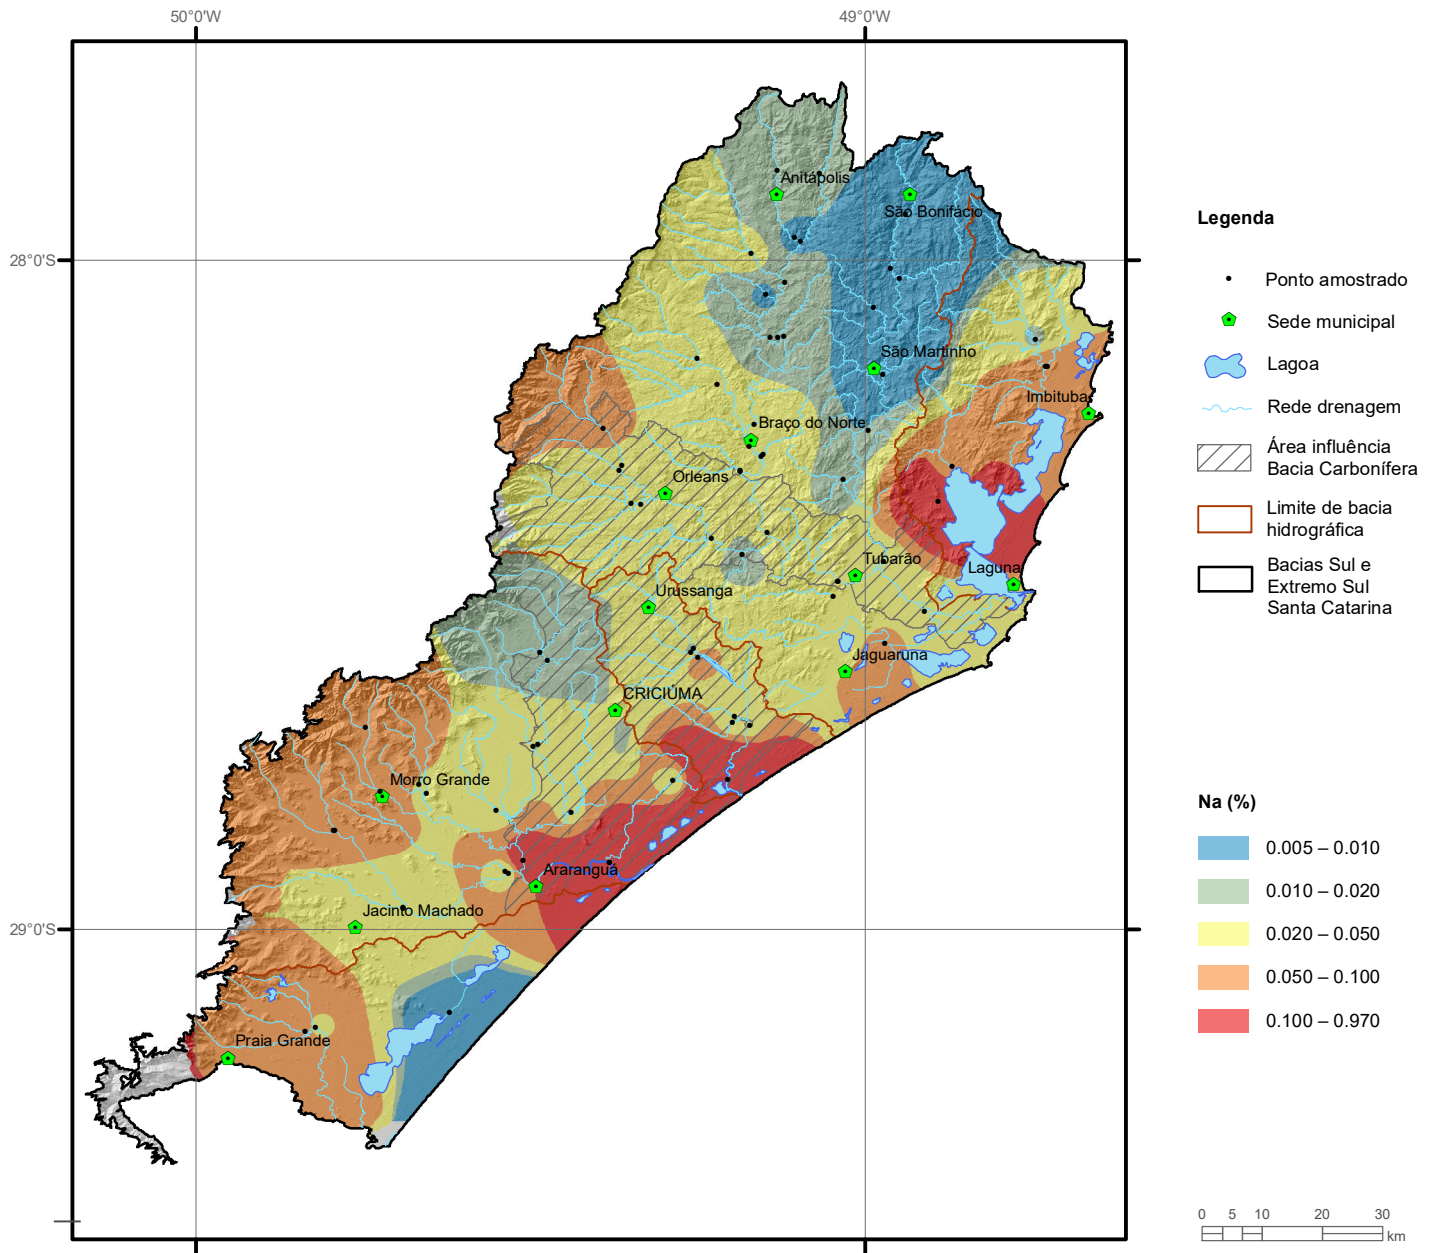 50°0'W
49°0'W
28°0'S
29°0'S
Anitápolis
São Bonifácio
São Martinho
Imbituba
Braço do Norte
Orleans
Tubarão
Laguna
Urussanga
Jaguaruna
CRICIÚMA
Morro Grande
Araranguá
Jacinto Machado
Praia Grande
Legenda
Ponto amostrado
Sede municipal
Lagoa
Rede drenagem
Área influência
Bacia Carbonífera
Limite de bacia
hidrográfica
Bacias Sul e
Extremo Sul
Santa Catarina
Na (%)
0.005 – 0.010
0.010 – 0.020
0.020 – 0.050
0.050 – 0.100
0.100 – 0.970
0 5 10 20 30
km